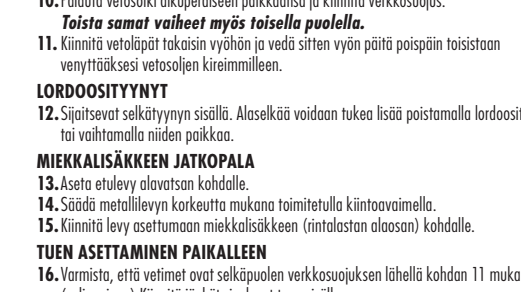 10. Palauta vetosolki alkuperäiseen paikkaansa ja kiinnitä verkkosuojus.
Toista samat vaiheet myös toisella puolella.
11. Kiinnitä vetoläpät takaisin vyöhön ja vedä sitten vyön päitä poispäin toisistaan
venyttääksesi vetosoljen kireimmilleen.
LORDOOSITYYNYT
12. Sijaitsevat selkätyynyn sisällä. Alaselkää voidaan tukea lisää poistamalla lordoosit
tai vaihtamalla niiden paikkaa.
MIEKKALISÄKKEEN JATKOPALA
13. Aseta etulevy alavatsan kohdalle.
14. Säädä metallilevyn korkeutta mukana toimitetulla kiintoavaimella.
15. Kiinnitä levy asettumaan miekkalisäkkeen (rintalastan alaosan) kohdalle.
TUEN ASETTAMINEN PAIKALLEEN
16. Varmista, että vetimet ovat selkäpuolen verkkosuojuksen lähellä kohdan 11 muka